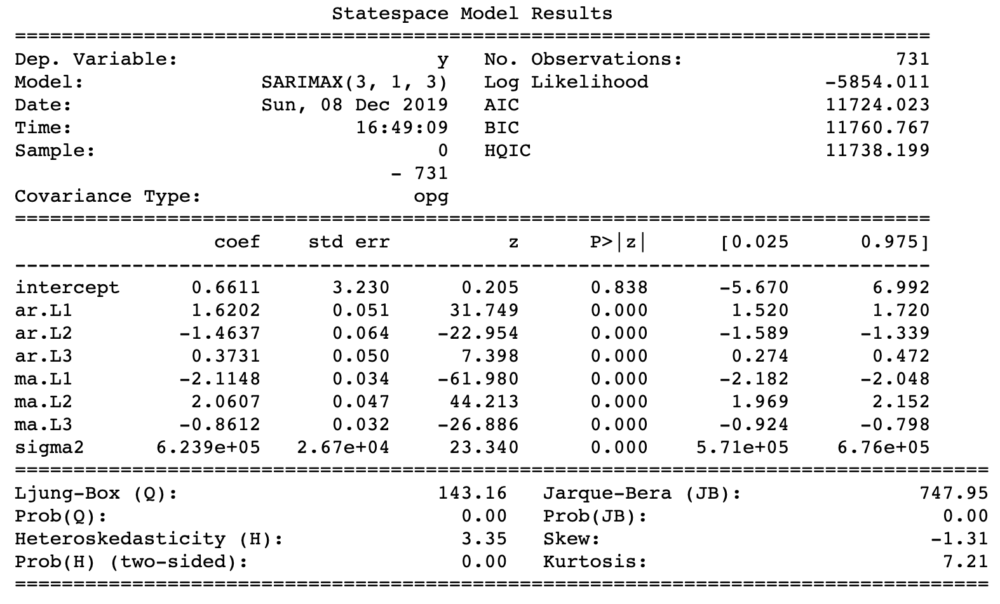 Statespace Model Results
==============================================================================
Dep. Variable: y No. Observations: 731
Model: SARIMAX(3, 1, 3) Log Likelihood -5854.011
Date: Sun, 08 Dec 2019 AIC 11724.023
Time: 16:49:09 BIC 11760.767
Sample: 0 HQIC 11738.199
- 731
Covariance Type: opg
==============================================================================
coef std err z P>|z| [0.025 0.975]
------------------------------------------------------------------------------
intercept 0.6611 3.230 0.205 0.838 -5.670 6.992
ar.L1 1.6202 0.051 31.749 0.000 1.520 1.720
ar.L2 -1.4637 0.064 -22.954 0.000 -1.589 -1.339
ar.L3 0.3731 0.050 7.398 0.000 0.274 0.472
ma.L1 -2.1148 0.034 -61.980 0.000 -2.182 -2.048
ma.L2 2.0607 0.047 44.213 0.000 1.969 2.152
ma.L3 -0.8612 0.032 -26.886 0.000 -0.924 -0.798
sigma2 6.239e+05 2.67e+04 23.340 0.000 5.71e+05 6.76e+05
===================================================================================
Ljung-Box (Q): 143.16 Jarque-Bera (JB): 747.95
Prob(Q): 0.00 Prob(JB): 0.00
Heteroskedasticity (H): 3.35 Skew: -1.31
Prob(H) (two-sided): 0.00 Kurtosis: 7.21
===================================================================================